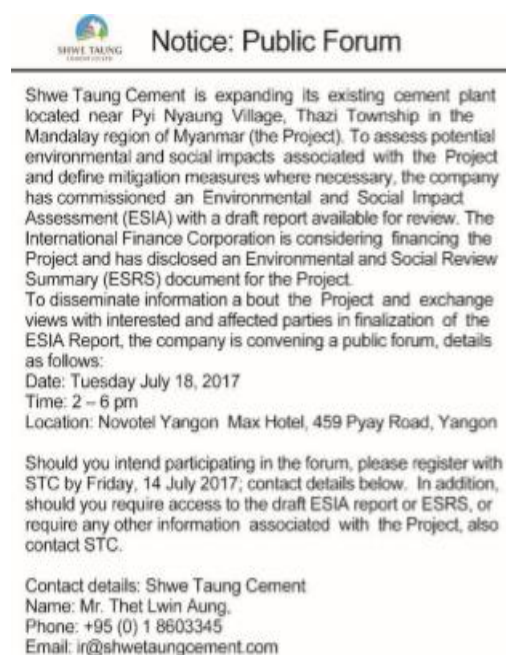 SHWE TAUNG
Notice: Public Forum
Shwe Taung Cement is expanding its existing cement plant
located near Pyi Nyaung Village, Thazi Township in the
Mandalay region of Myanmar (the Project). To assess potential
environmental and social impacts associated with the Project
and define mitigation measures where necessary, the company
has commissioned an Environmental and Social Impact
Assessment (ESIA) with a draft report available for review. The
International Finance Corporation is considering financing the
Project and has disclosed an Environmental and Social Review
Summary (ESRS) document for the Project.
To disseminate information a bout the Project and exchange
views with interested and affected parties in finalization of the
ESIA Report, the company is convening a public forum, details
as follows:
Date: Tuesday July 18, 2017
Time: 2 – 6 pm
Location: Novotel Yangon Max Hotel, 459 Pyay Road, Yangon
Should you intend participating in the forum, please register with
STC by Friday, 14 July 2017; contact details below. In addition,
should you require access to the draft ESIA report or ESRS, or
require any other information associated with the Project, also
contact STC.
Contact details: Shwe Taung Cement
Name: Mr. Thet Lwin Aung,
Phone: +95 (0) 1 8603345
Email: ir@shwetaungcement.com